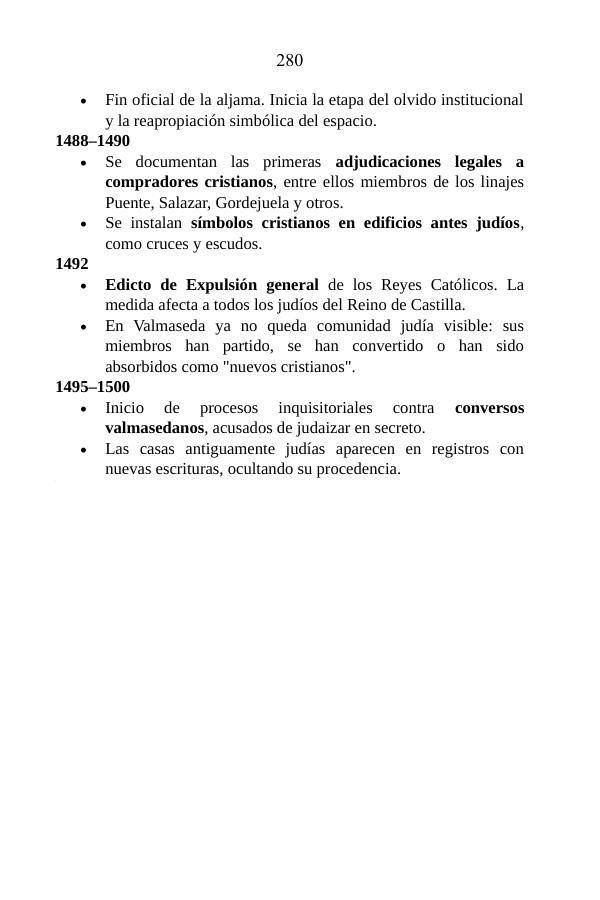 280
• Fin oficial de la aljama. Inicia la etapa del olvido institucional
y la reapropiación simbólica del espacio.
1488–1490
• Se documentan las primeras adjudicaciones legales a
compradores cristianos, entre ellos miembros de los linajes
Puente, Salazar, Gordejuela y otros.
• Se instalan símbolos cristianos en edificios antes judíos,
como cruces y escudos.
1492
• Edicto de Expulsión general de los Reyes Católicos. La
medida afecta a todos los judíos del Reino de Castilla.
• En Valmaseda ya no queda comunidad judía visible: sus
miembros han partido, se han convertido o han sido
absorbidos como "nuevos cristianos".
1495–1500
• Inicio de procesos inquisitoriales contra conversos
valmasedanos, acusados de judaizar en secreto.
• Las casas antiguamente judías aparecen en registros con
nuevas escrituras, ocultando su procedencia.